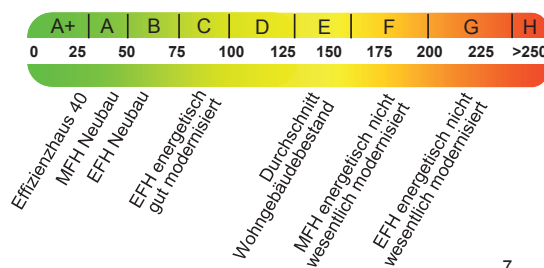 A+ A B C D E F G H
0 25 50 75 100 125 150 175 200 225 >250
Effizienzhaus 40
MFH Neubau
EFH Neubau
EFH energetisch
gut modernisiert
Durchschnitt
Wohngebäudebestand
MFH energetisch nicht
wesentlich modernisiert
EFH energetisch nicht
wesentlich modernisiert
7